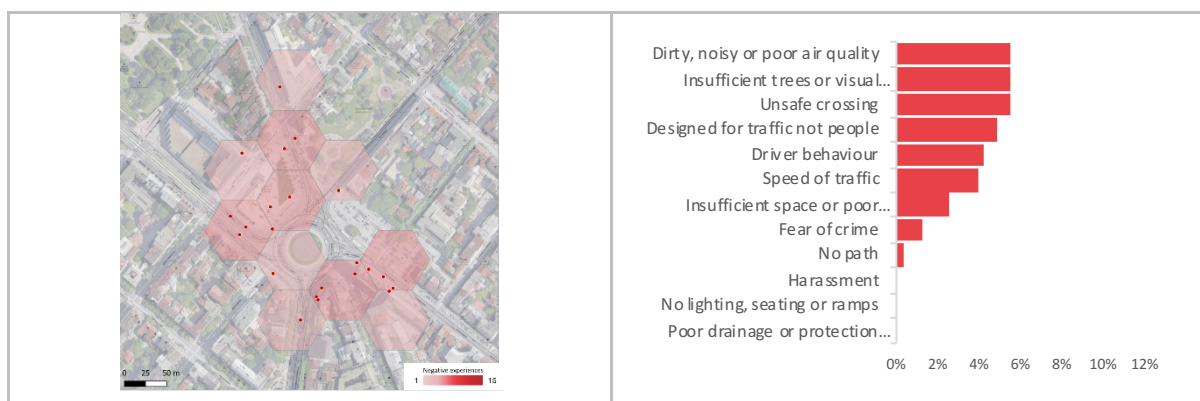 0 25 50 m
Negative experiences
1 15
Dirty, noisy or poor air quality
Insufficient trees or visual...
Unsafe crossing
Designed for traffic not people
Driver behaviour
Speed of traffic
Insufficient space or poor...
Fear of crime
No path
Harassment
No lighting, seating or ramps
Poor drainage or protection...
0% 2% 4% 6% 8% 10% 12%